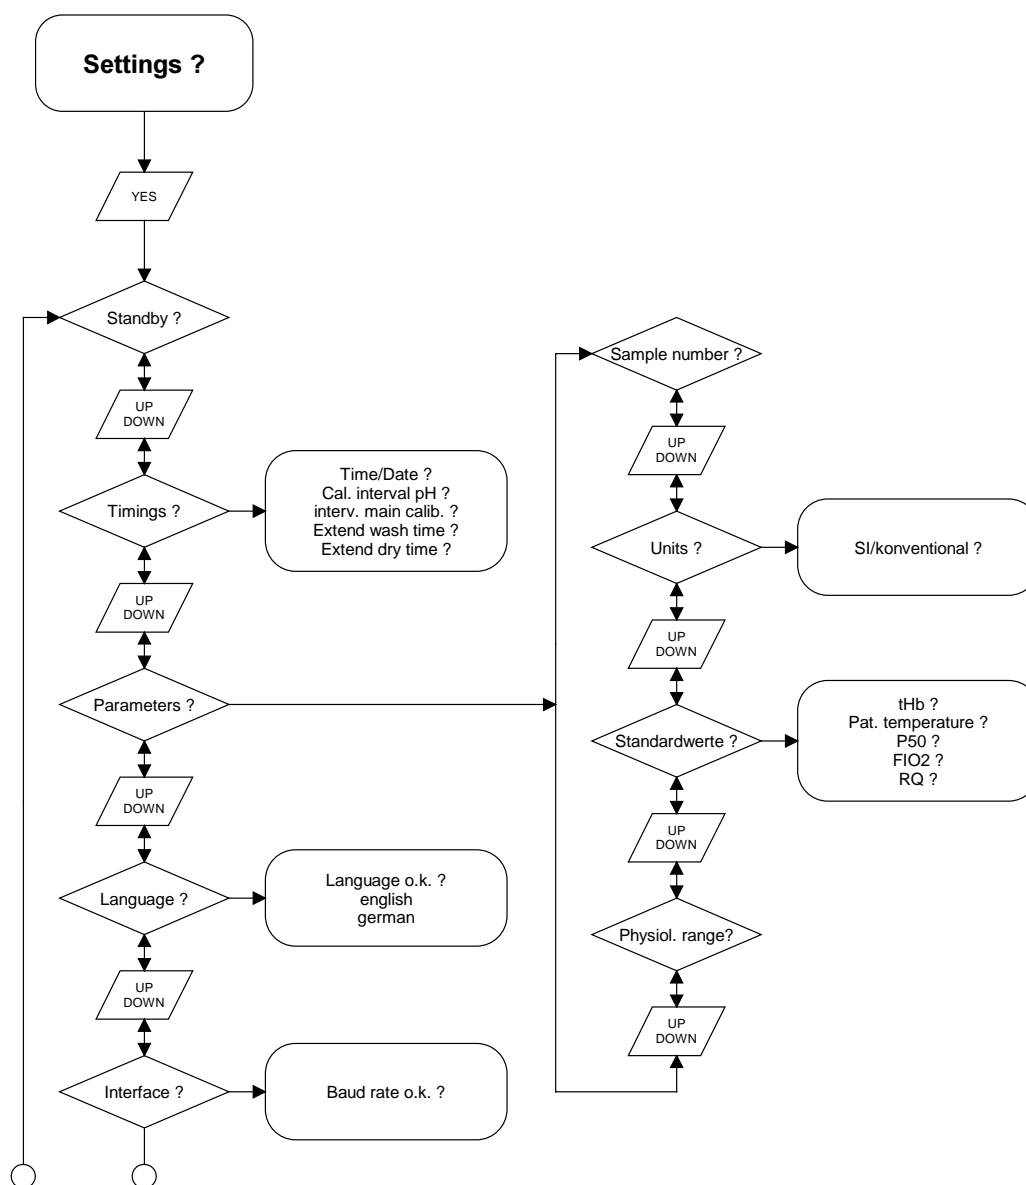 Settings ?
YES
Standby ?
UP
DOWN
Timings ?
Time/Date ?
Cal. interval pH ?
interv. main calib. ?
Extend wash time ?
Extend dry time ?
UP
DOWN
Parameters ?
UP
DOWN
Language ?
Language o.k. ?
english
german
UP
DOWN
Interface ?
Baud rate o.k. ?
Sample number ?
UP
DOWN
Units ?
SI/konventional ?
UP
DOWN
Standardwerte ?
tHb ?
Pat. temperature ?
P50 ?
FIO2 ?
RQ ?
UP
DOWN
Physiol. range?
UP
DOWN